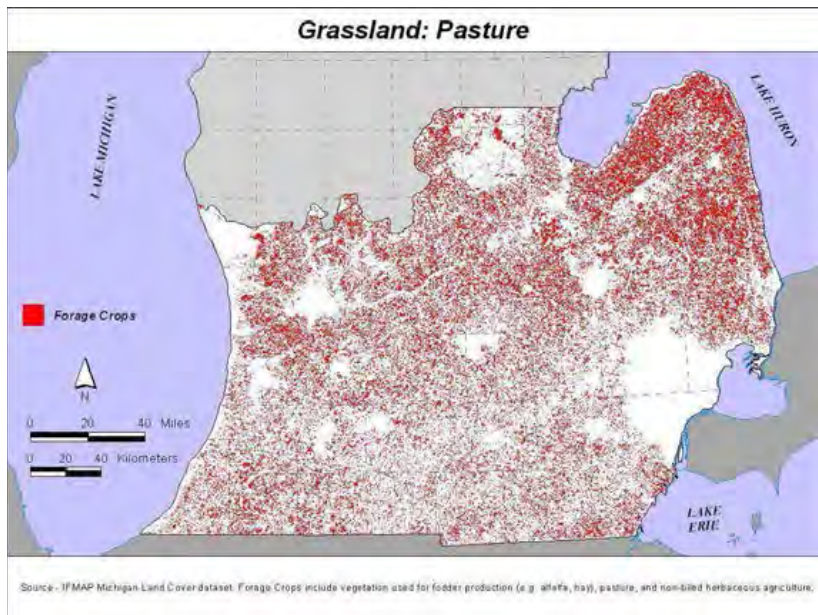 Grassland: Pasture
LAKE MICHIGAN
LAKE HURON
Forage Crops
N
0 20 40 Miles
0 20 40 Kilometers
LAKE
ERIE
Source - IFMAP Michigan Land Cover dataset. Forage Crops include vegetation used for fodder production (e.g. alfalfa, hay), pasture, and non-tilled herbaceous agriculture.